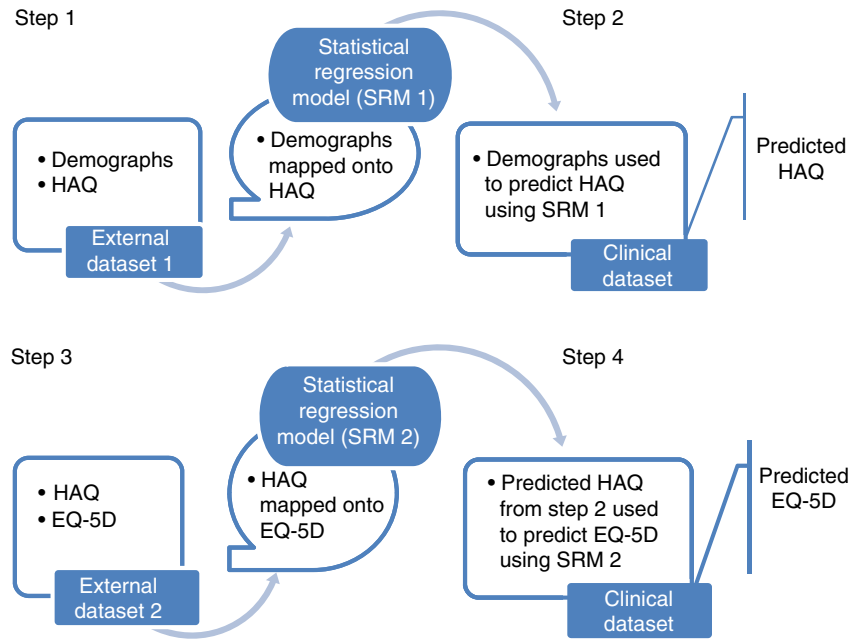 Step 1
Statistical
regression
model (SRM 1)
Step 2
• Demographs
• HAQ
External
dataset 1
• Demographs
mapped onto
HAQ
• Demographs used
to predict HAQ
using SRM 1
Clinical
dataset
Predicted
HAQ
Step 3
Statistical
regression
model (SRM 2)
Step 4
• HAQ
• EQ-5D
External
dataset 2
• HAQ
mapped onto
EQ-5D
• Predicted HAQ
from step 2 used
to predict EQ-5D
using SRM 2
Clinical
dataset
Predicted
EQ-5D